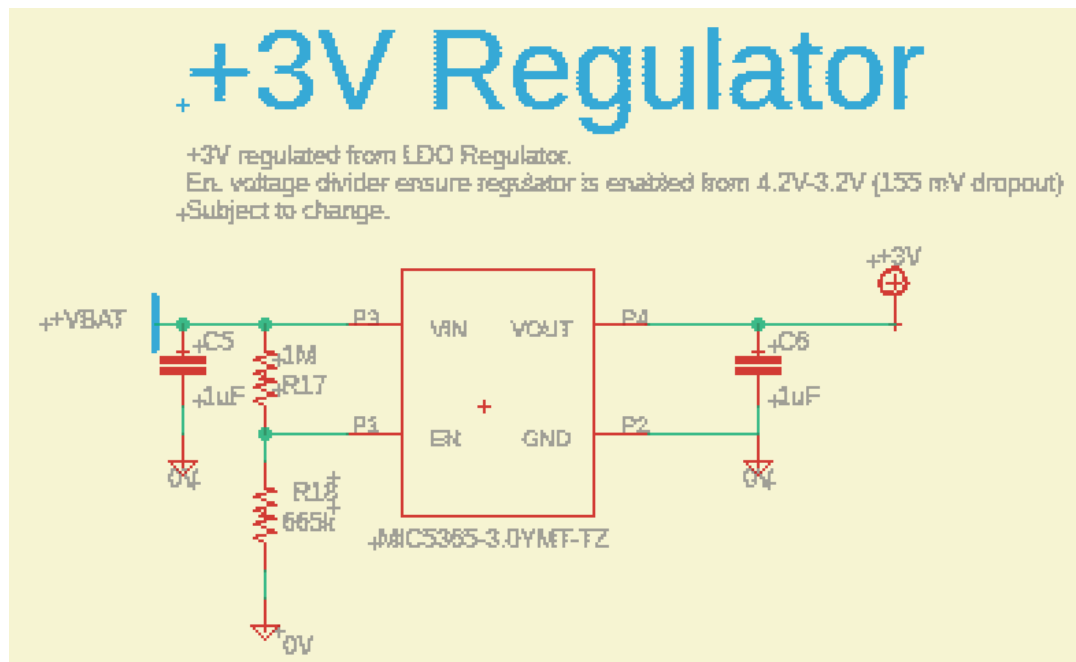 +3V Regulator
+3V regulated from LDO Regulator.
En. voltage divider ensure regulator is enabled from 4.2V-3.2V (155 mV dropout)
Subject to change.
+3V
+VBAT
P3
VIN
VOUT
P4
C5
1uF
1M
R17
C6
1uF
P1
EN
GND
P2
0V
0V
R18
665k
MIC5365-3.0YMT-TZ
0V